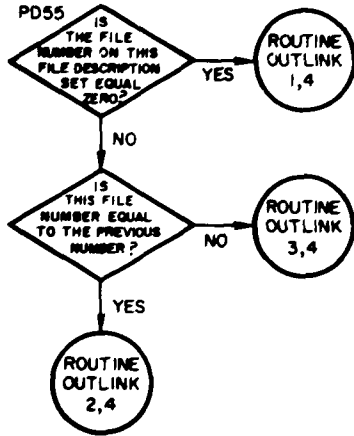 PD55
IS
THE FILE
NUMBER ON THIS
FILE DESCRIPTION
SET EQUAL
ZERO?
YES
ROUTINE
OUTLINK
1,4
NO
IS
THIS FILE
NUMBER EQUAL
TO THE PREVIOUS
NUMBER?
NO
ROUTINE
OUTLINK
3,4
YES
ROUTINE
OUTLINK
2,4